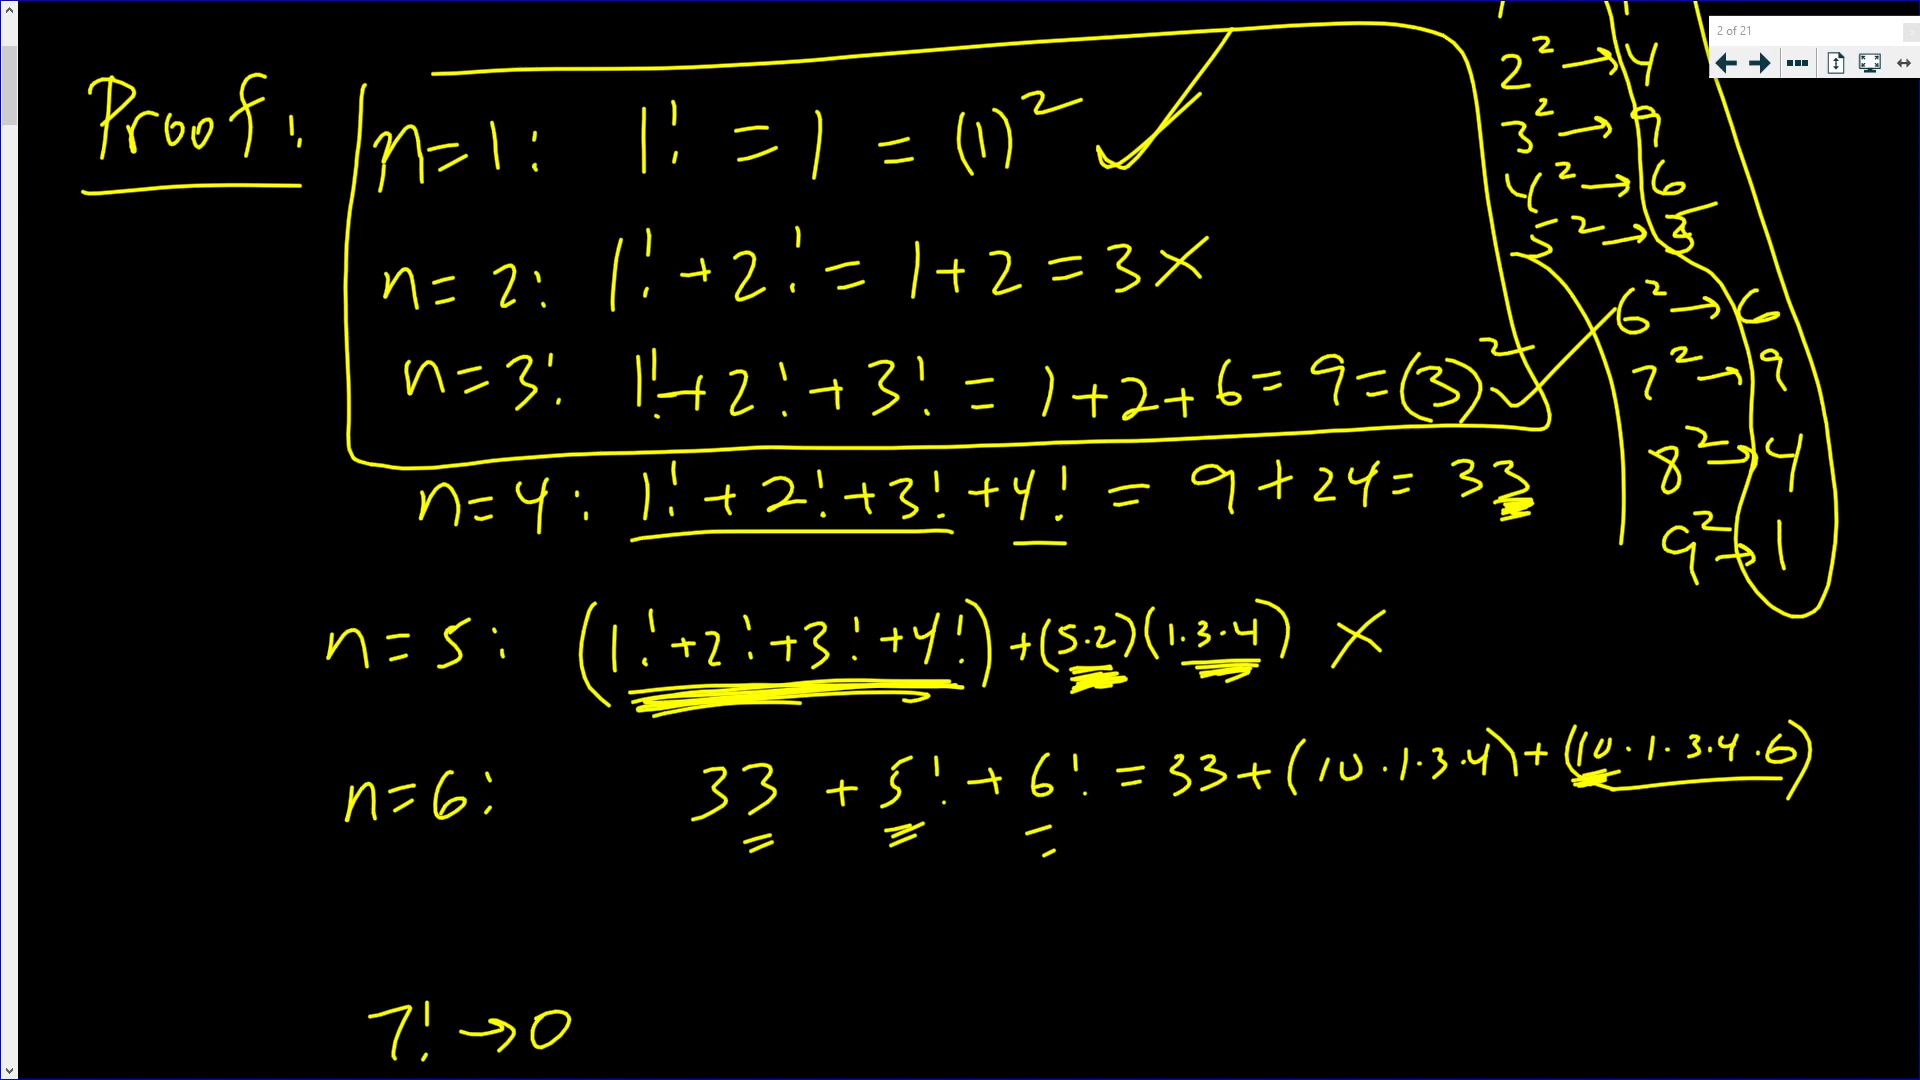 2 of 21
Proof:
n=1: 1! = 1 = (1)² ✓
n=2: 1!+2! = 1+2 = 3 ×
n=3: 1!+2!+3! = 1+2+6 = 9 = (3)² ✓
n=4: 1!+2!+3!+4! = 9+24 = 33
n=5: (1!+2!+3!+4!)+(5·2)(1·3·4) ×
n=6: 33 + 5! + 6! = 33+(10·1·3·4)+(10·1·3·4·6)
7! → 0
2² → 4
3² → 9
4² → 6
5² → 5
6² → 6
7² → 9
8² → 4
9² → 1